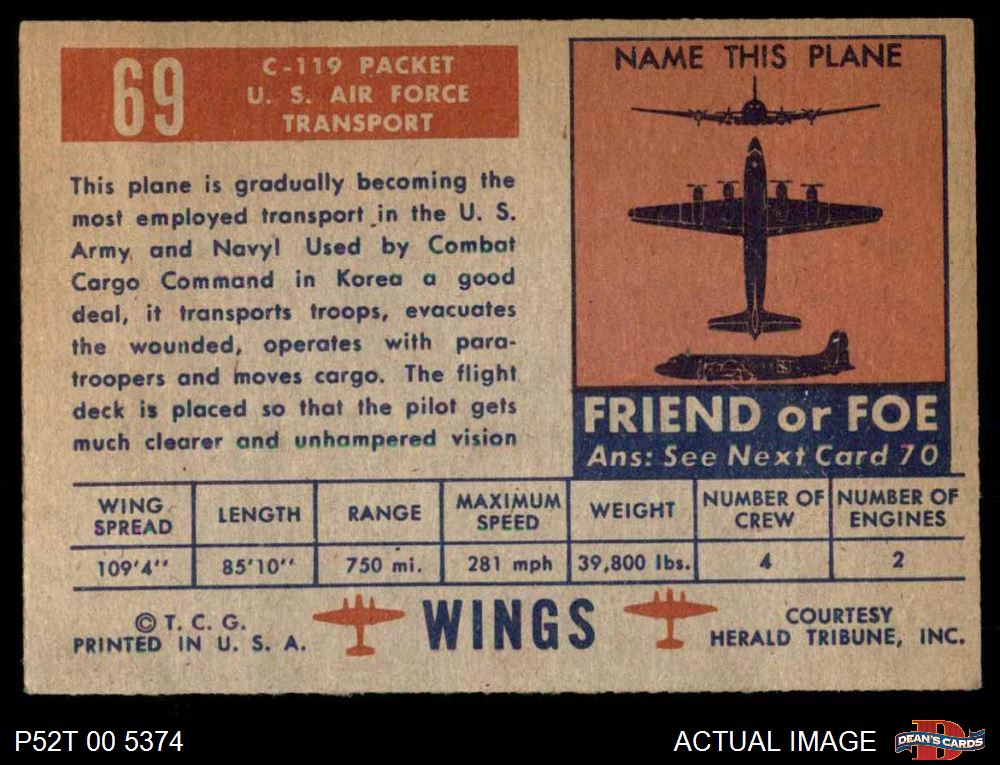 69
C-119 PACKET
U. S. AIR FORCE
TRANSPORT
This plane is gradually becoming the
most employed transport in the U. S.
Army and Navyl Used by Combat
Cargo Command in Korea a good
deal, it transports troops, evacuates
the wounded, operates with para-
troopers and moves cargo. The flight
deck is placed so that the pilot gets
much clearer and unhampered vision
NAME THIS PLANE
FRIEND or FOE
Ans: See Next Card 70
WING SPREAD LENGTH RANGE MAXIMUM SPEED WEIGHT NUMBER OF CREW NUMBER OF ENGINES
109'4'' 85'10'' 750 mi. 281 mph 39,800 lbs. 4 2
© T. C. G.
PRINTED IN U. S. A.
WINGS
COURTESY
HERALD TRIBUNE, INC.
P52T 00 5374
ACTUAL IMAGE
DEAN'S CARDS